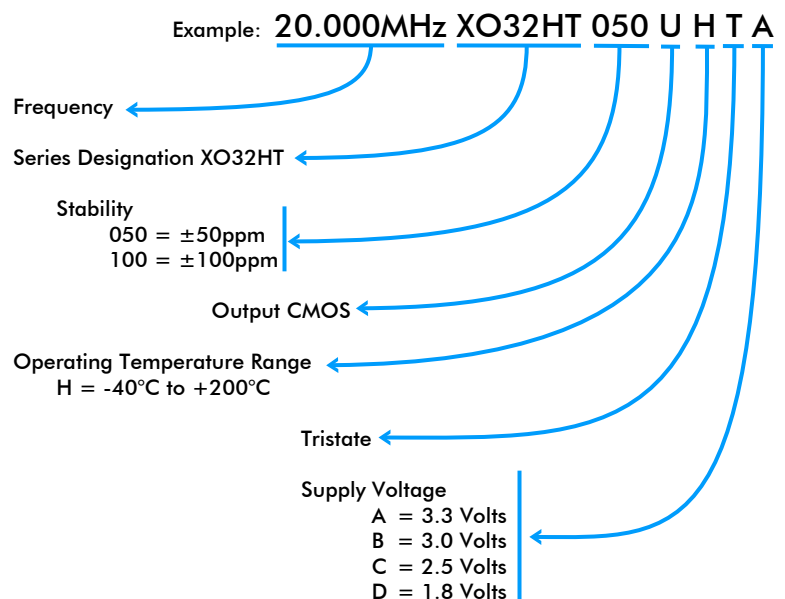 Example: 20.000MHz XO32HT 050 U H T A
Frequency
Series Designation XO32HT
Stability
050 = ±50ppm
100 = ±100ppm
Output CMOS
Operating Temperature Range
H = -40°C to +200°C
Tristate
Supply Voltage
A = 3.3 Volts
B = 3.0 Volts
C = 2.5 Volts
D = 1.8 Volts